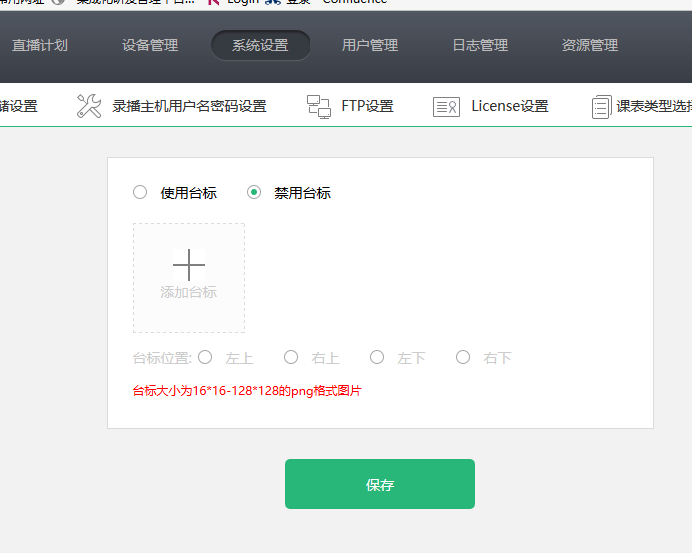 直播计划 设备管理 系统设置 用户管理 日志管理 资源管理
储设置 录播主机用户名密码设置 FTP设置 License设置 课表类型选择
使用台标 禁用台标
添加台标
台标位置: 左上 右上 左下 右下
台标大小为16*16-128*128的png格式图片
保存